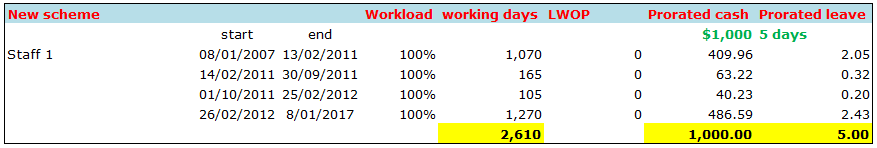 New scheme Workload working days LWOP Prorated cash Prorated leave
start end $1,000 5 days
Staff 1 08/01/2007 13/02/2011 100% 1,070 0 409.96 2.05
14/02/2011 30/09/2011 100% 165 0 63.22 0.32
01/10/2011 25/02/2012 100% 105 0 40.23 0.20
26/02/2012 8/01/2017 100% 1,270 0 486.59 2.43
2,610 1,000.00 5.00